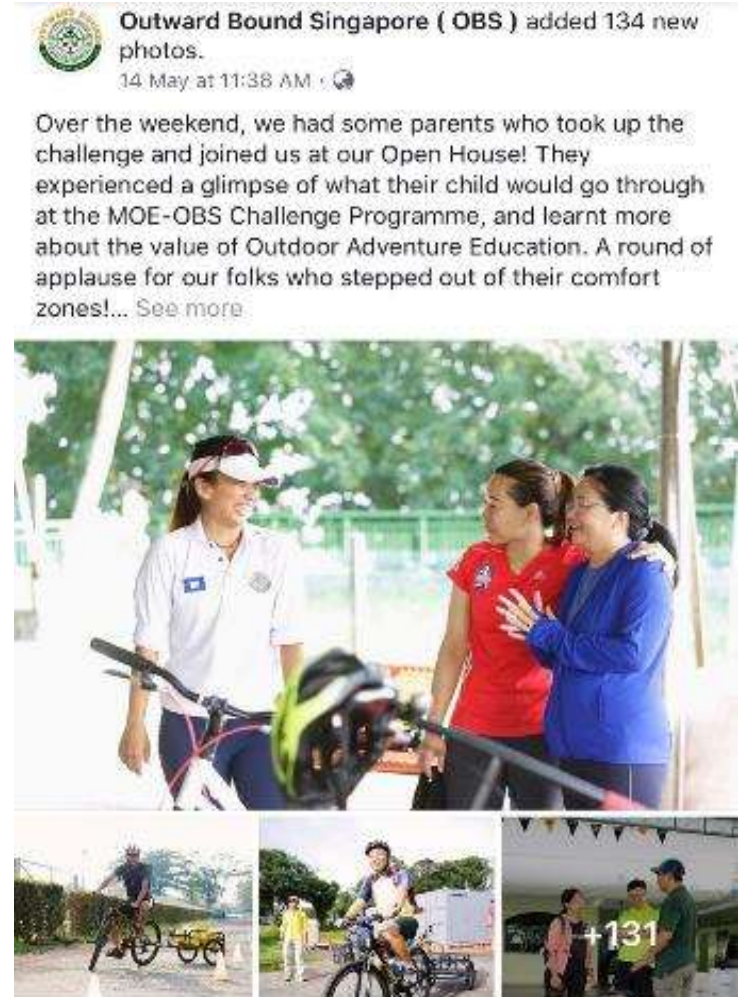 Outward Bound Singapore ( OBS ) added 134 new
photos.
14 May at 11:38 AM ·
Over the weekend, we had some parents who took up the
challenge and joined us at our Open House! They
experienced a glimpse of what their child would go through
at the MOE-OBS Challenge Programme, and learnt more
about the value of Outdoor Adventure Education. A round of
applause for our folks who stepped out of their comfort
zones!... See more
+131